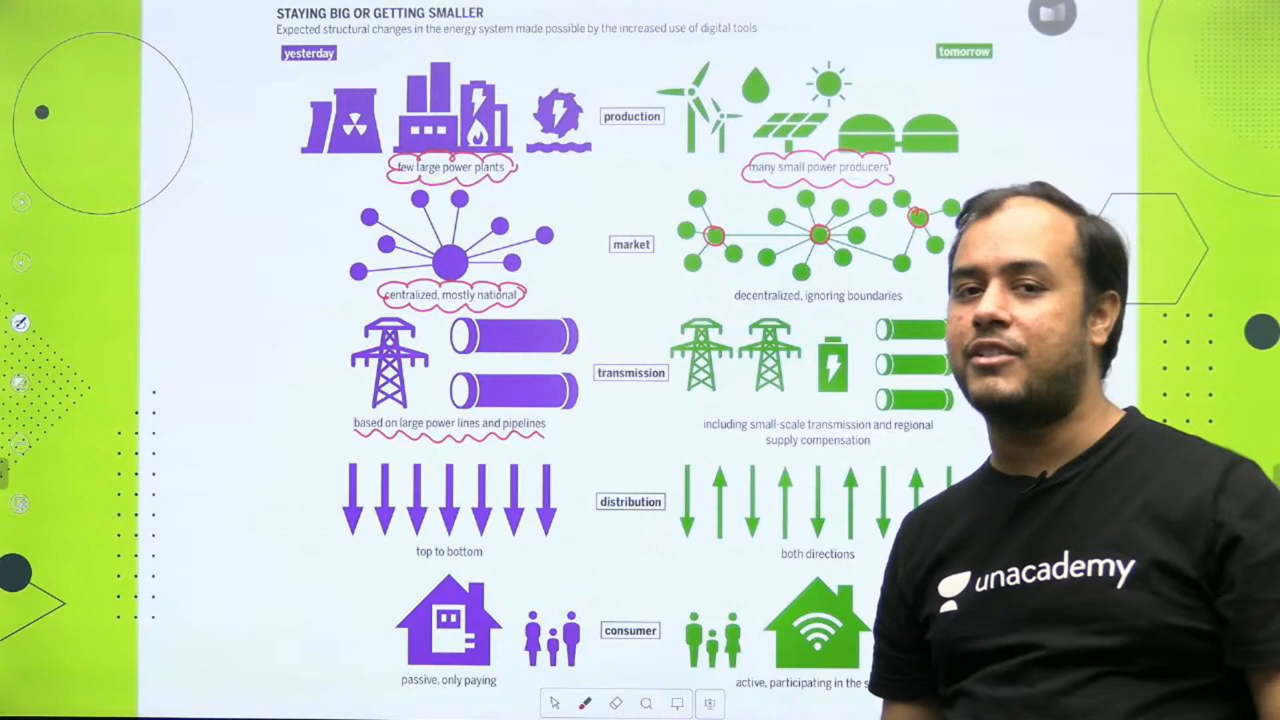 STAYING BIG OR GETTING SMALLER
Expected structural changes in the energy system made possible by the increased use of digital tools
yesterday
tomorrow
production
few large power plants
many small power producers
market
centralized, mostly national
decentralized, ignoring boundaries
transmission
based on large power lines and pipelines
including small-scale transmission and regional
supply compensation
distribution
top to bottom
both directions
consumer
passive, only paying
active, participating in the
unacademy